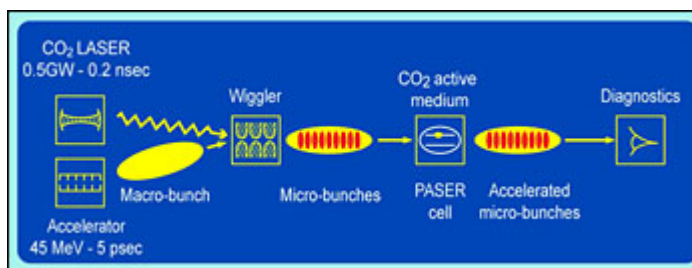 CO₂ LASER
0.5GW - 0.2 nsec
Wiggler
CO₂ active
medium
Diagnostics
Macro-bunch
Micro-bunches
PASER
cell
Accelerated
micro-bunches
Accelerator
45 MeV - 5 psec